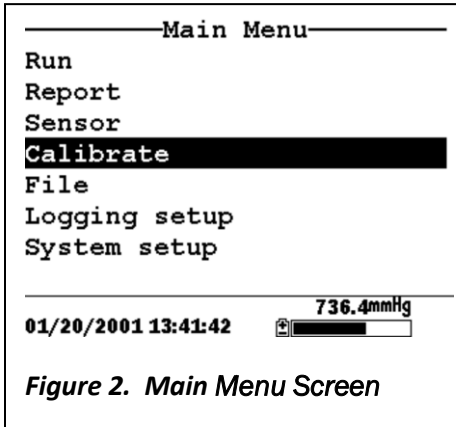 Main Menu
Run
Report
Sensor
Calibrate
File
Logging setup
System setup
736.4mmHg
01/20/2001 13:41:42
Figure 2. Main Menu Screen